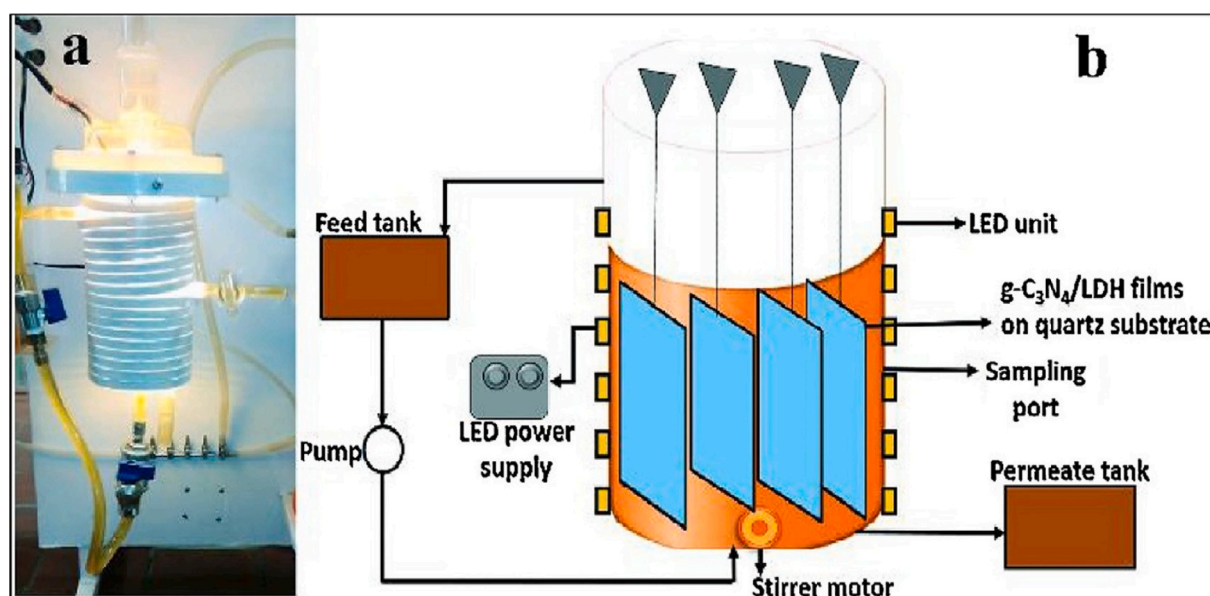 a
b
Feed tank
LED unit
g-C₃N₄/LDH films
on quartz substrate
Sampling
port
LED power
supply
Pump
Permeate tank
Stirrer motor